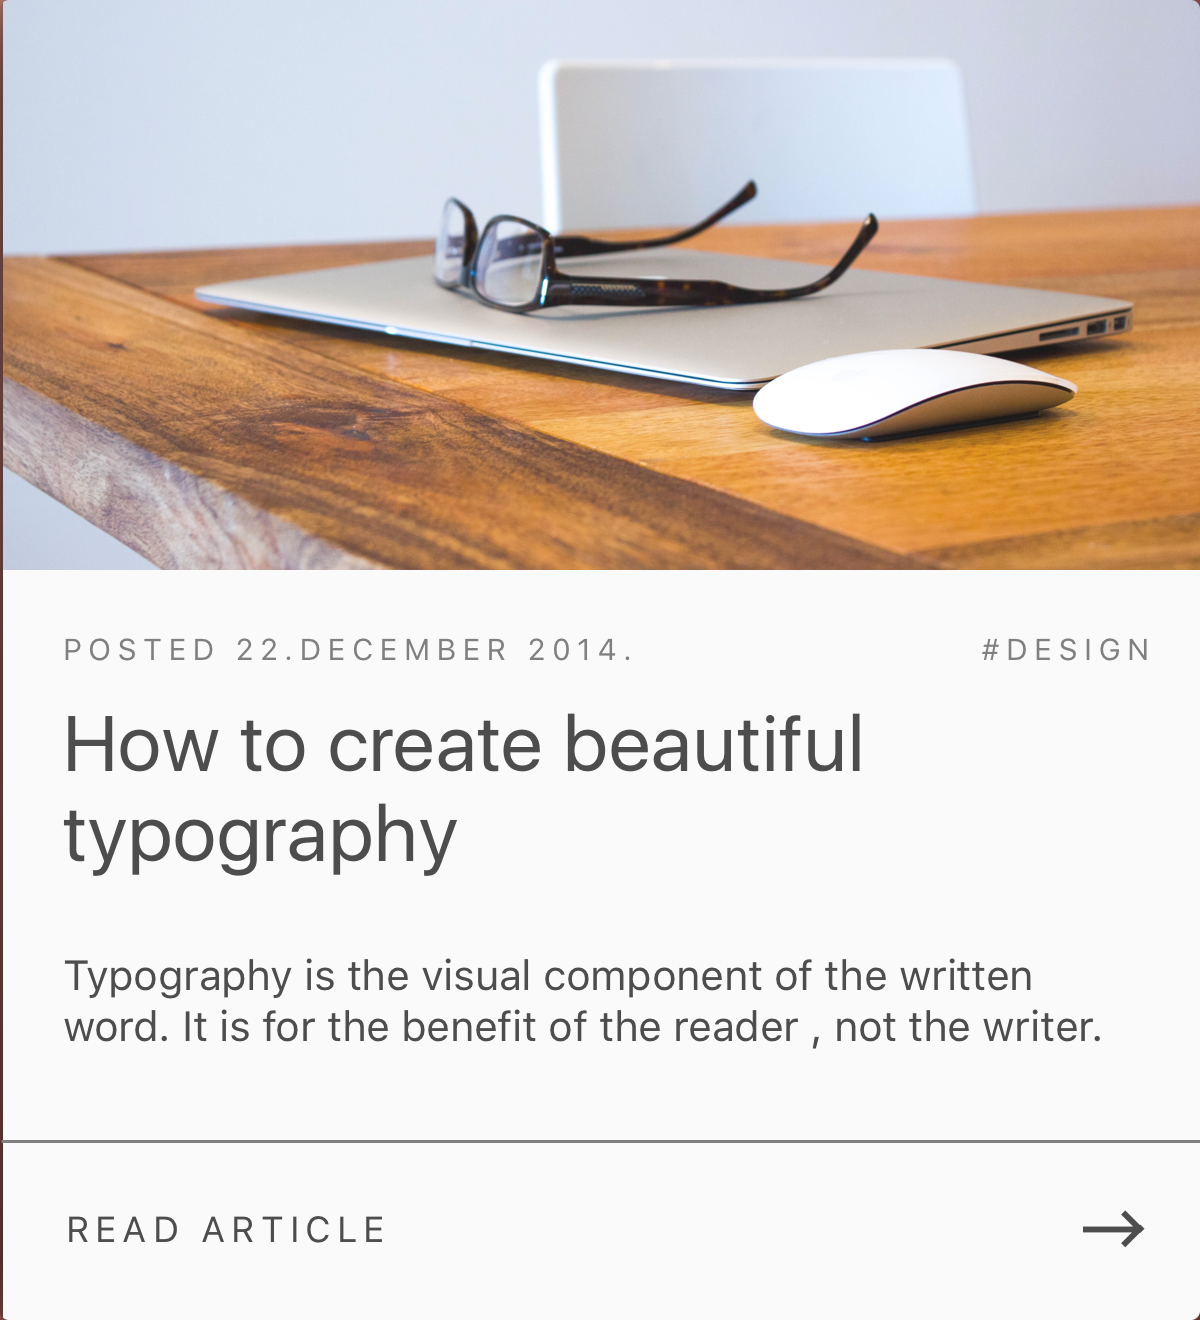 POSTED 22.DECEMBER 2014.
#DESIGN
How to create beautiful
typography
Typography is the visual component of the written
word. It is for the benefit of the reader , not the writer.
READ ARTICLE